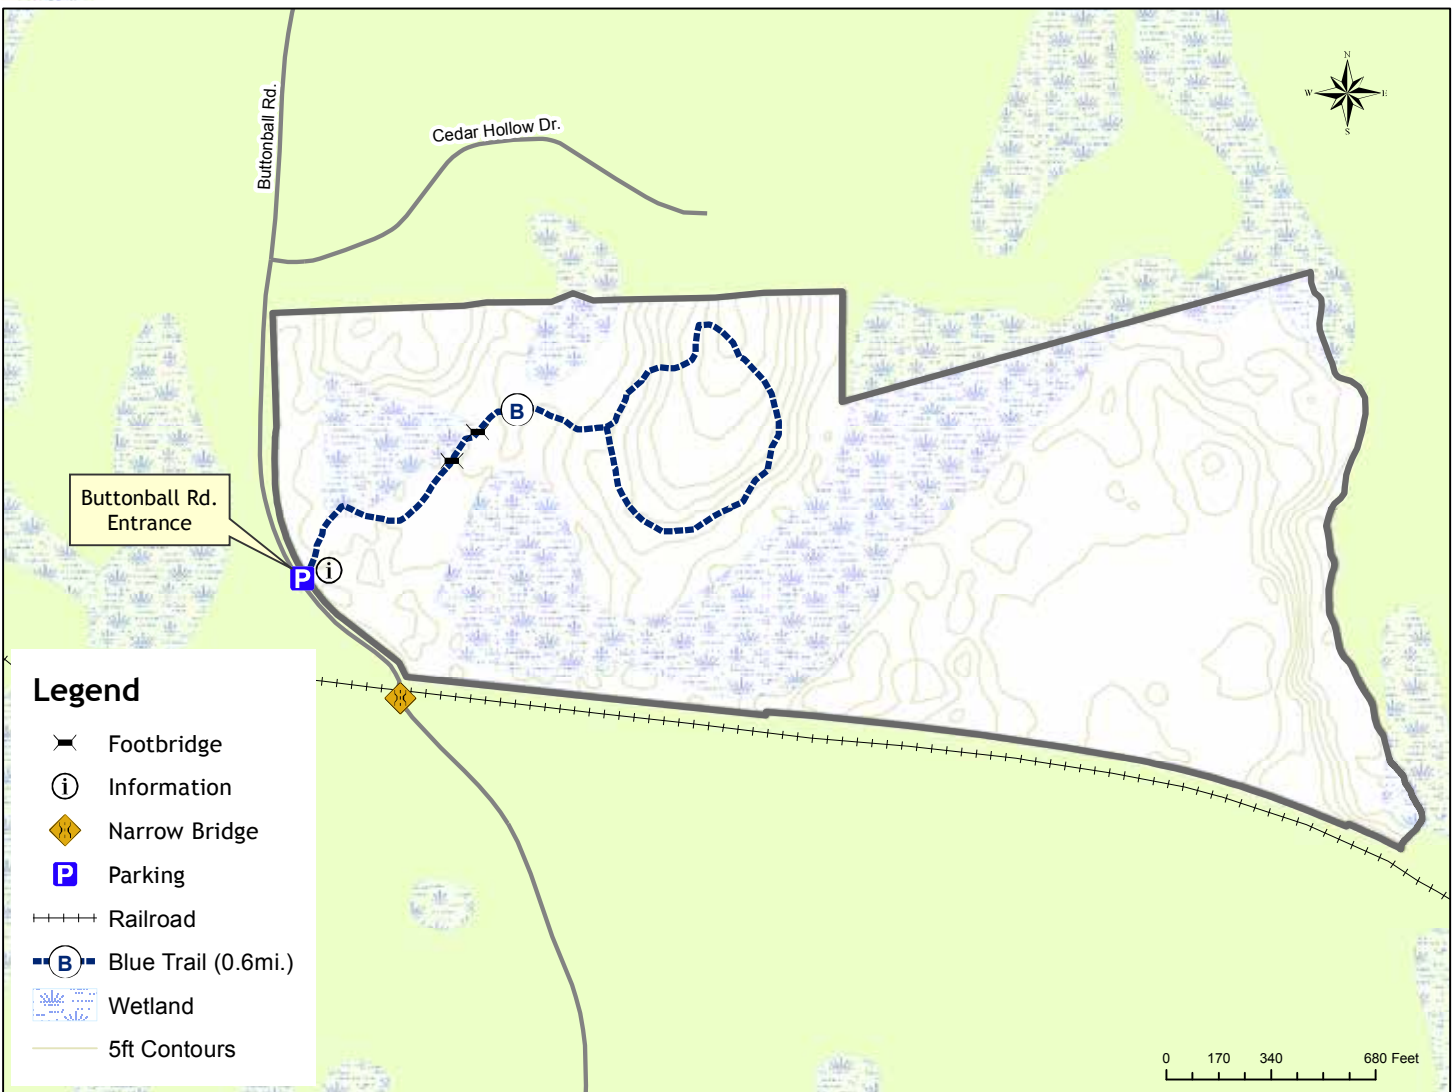 N
W E
S
Buttonball Rd.
Cedar Hollow Dr.
B
Buttonball Rd.
Entrance
P
i
Legend
Footbridge
i Information
Narrow Bridge
P Parking
Railroad
B Blue Trail (0.6mi.)
Wetland
5ft Contours
0 170 340 680 Feet